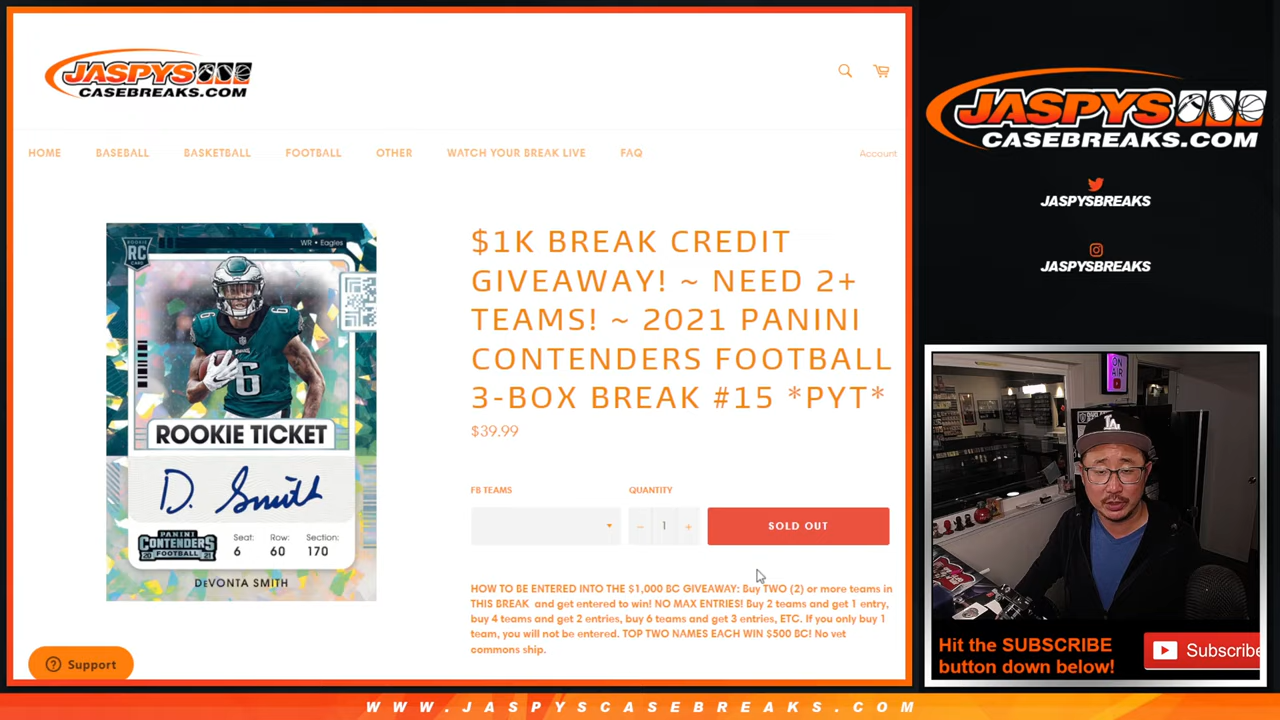 JASPYS
CASEBREAKS.COM
HOME BASEBALL BASKETBALL FOOTBALL OTHER WATCH YOUR BREAK LIVE FAQ Account
RC
WR • Eagles
6 6
ROOKIE TICKET
D. Smith
PANINI
CONTENDERS
20 FOOTBALL 21
Seat: Row: Section:
6 60 170
DEVONTA SMITH
$1K BREAK CREDIT
GIVEAWAY! ~ NEED 2+
TEAMS! ~ 2021 PANINI
CONTENDERS FOOTBALL
3-BOX BREAK #15 *PYT*
$39.99
FB TEAMS QUANTITY
− 1 + SOLD OUT
HOW TO BE ENTERED INTO THE $1,000 BC GIVEAWAY: Buy TWO (2) or more teams in
THIS BREAK and get entered to win! NO MAX ENTRIES! Buy 2 teams and get 1 entry,
buy 4 teams and get 2 entries, buy 6 teams and get 3 entries, ETC. If you only buy 1
team, you will not be entered. TOP TWO NAMES EACH WIN $500 BC! No vet
commons ship.
? Support
JASPYS
CASEBREAKS.COM
JASPYSBREAKS
JASPYSBREAKS
ON
AIR
LA
Hit the SUBSCRIBE
button down below!
Subscribe
WWW.JASPYSCASEBREAKS.COM